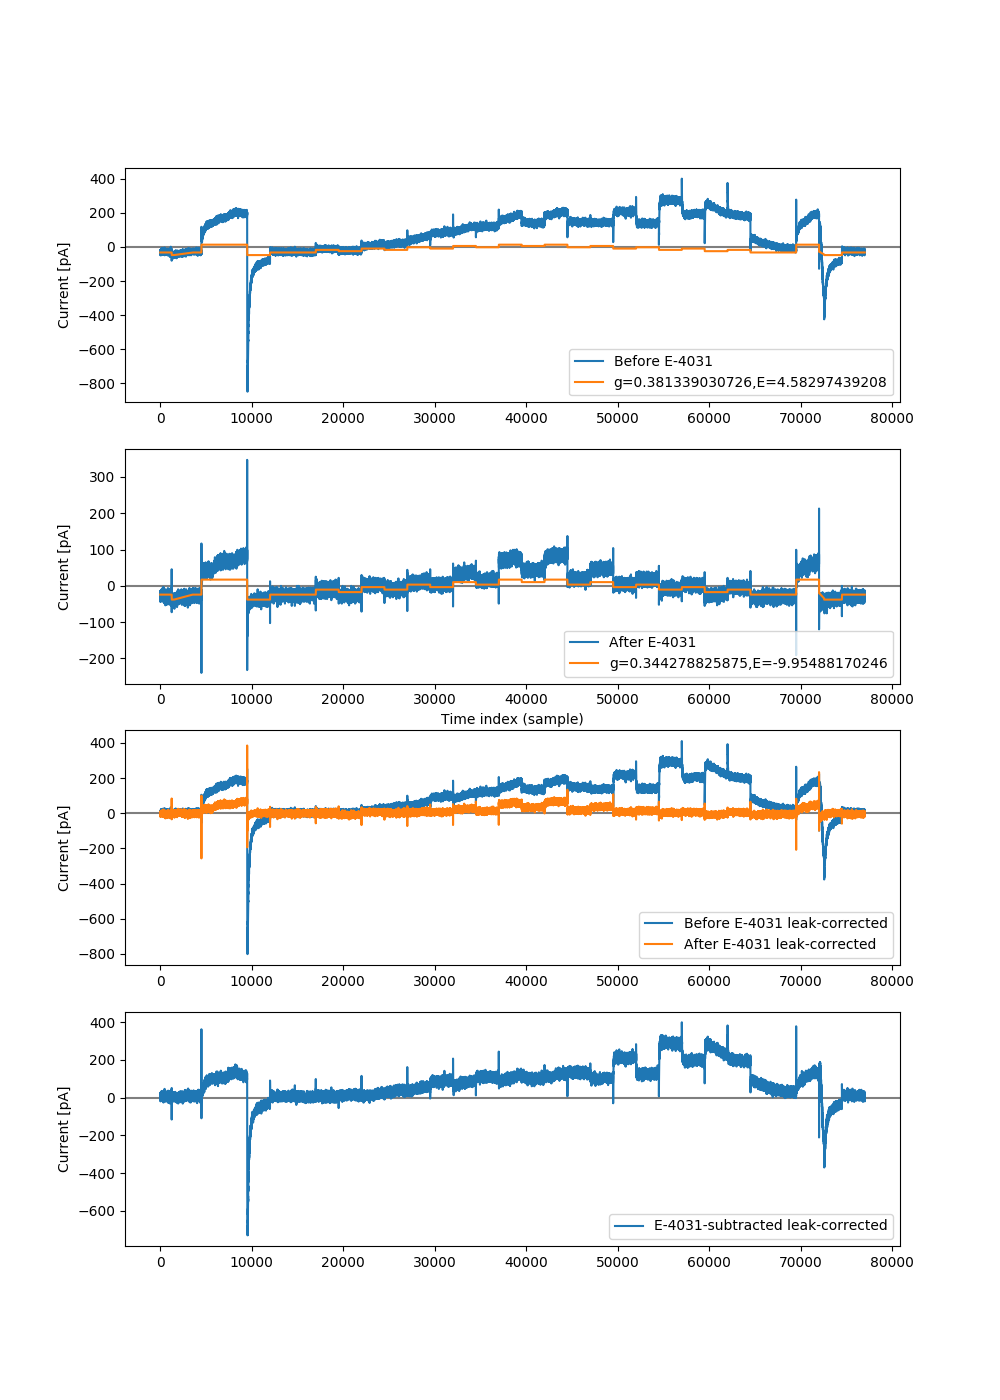 400
200
0
−200
−400
−600
−800
Current [pA]
Before E-4031
g=0.381339030726,E=4.58297439208
0 10000 20000 30000 40000 50000 60000 70000 80000
300
200
100
0
−100
−200
Current [pA]
After E-4031
g=0.344278825875,E=-9.95488170246
0 10000 20000 30000 40000 50000 60000 70000 80000
Time index (sample)
400
200
0
−200
−400
−600
−800
Current [pA]
Before E-4031 leak-corrected
After E-4031 leak-corrected
0 10000 20000 30000 40000 50000 60000 70000 80000
400
200
0
−200
−400
−600
Current [pA]
E-4031-subtracted leak-corrected
0 10000 20000 30000 40000 50000 60000 70000 80000